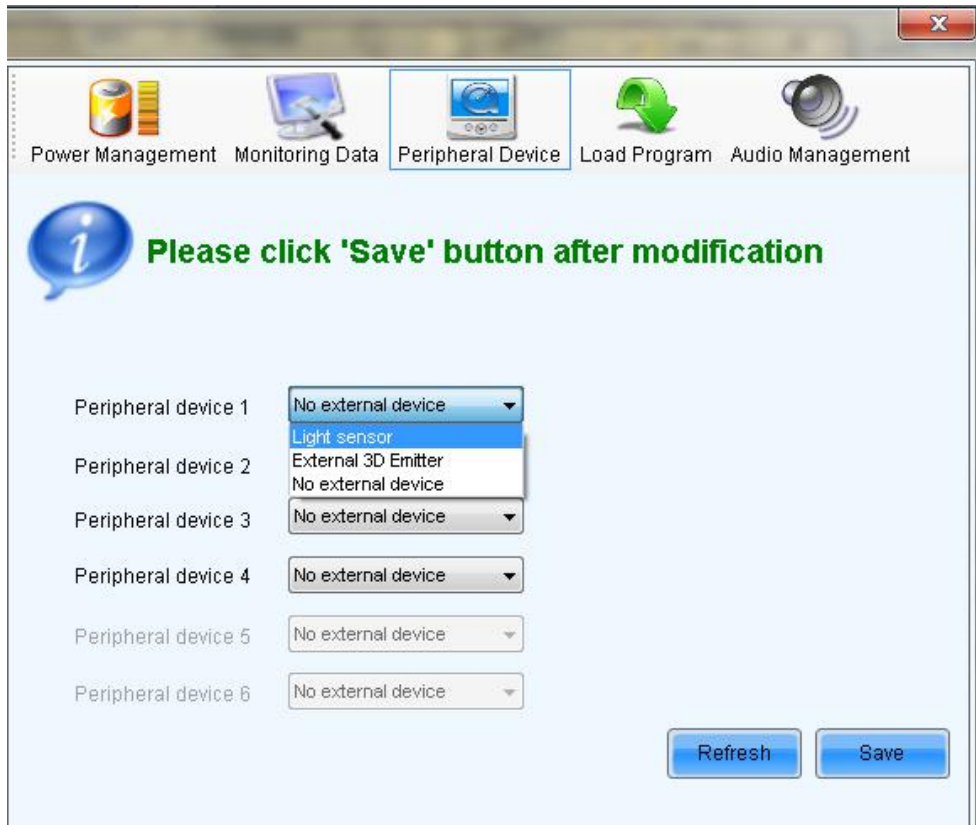 Power Management Monitoring Data Peripheral Device Load Program Audio Management
Please click 'Save' button after modification
Peripheral device 1 No external device
Light sensor
Peripheral device 2 External 3D Emitter
No external device
Peripheral device 3 No external device
Peripheral device 4 No external device
Peripheral device 5 No external device
Peripheral device 6 No external device
Refresh Save